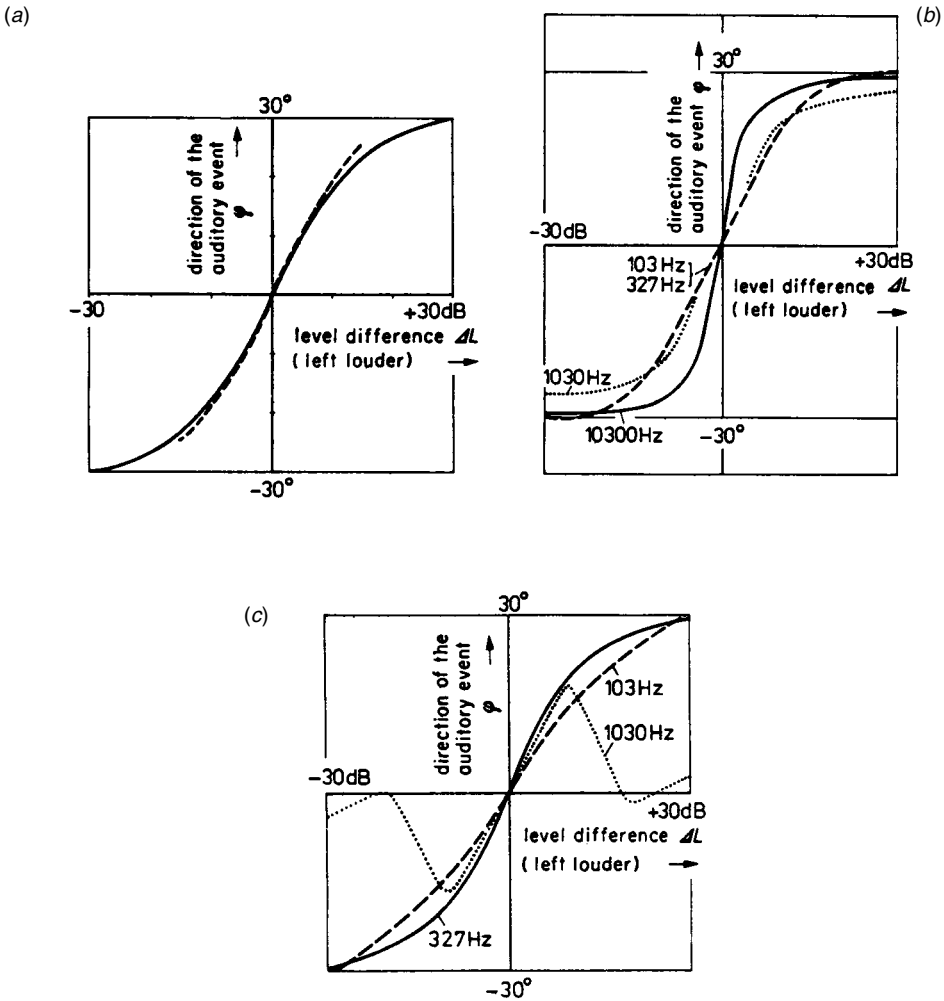 (a)
30°
direction of the
auditory event
φ
-30
+30dB
level difference ΔL
(left louder)
-30°
(b)
30°
direction of the
auditory event φ
-30dB
+30dB
103Hz
327Hz
level difference ΔL
(left louder)
1030Hz
10300Hz
-30°
(c)
30°
direction of the
auditory event
φ
103Hz
1030Hz
-30dB
+30dB
level difference ΔL
(left louder)
327Hz
-30°